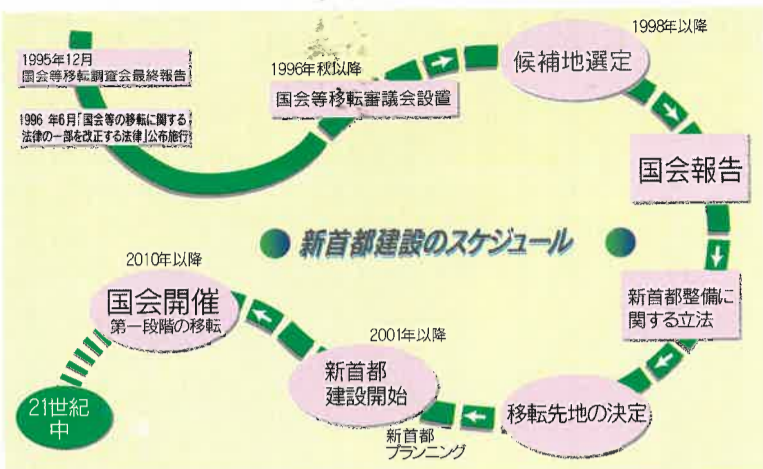 1995年12月
国会等移転調査会最終報告
1996 年6月「国会等の移転に関する
法律の一部を改正する法律」公布施行
1996年秋以降
国会等移転審議会設置
1998年以降
候補地選定
国会報告
新首都整備に
関する立法
移転先地の決定
新首都
プランニング
2001年以降
新首都
建設開始
2010年以降
国会開催
第一段階の移転
21世紀
中
新首都建設のスケジュール